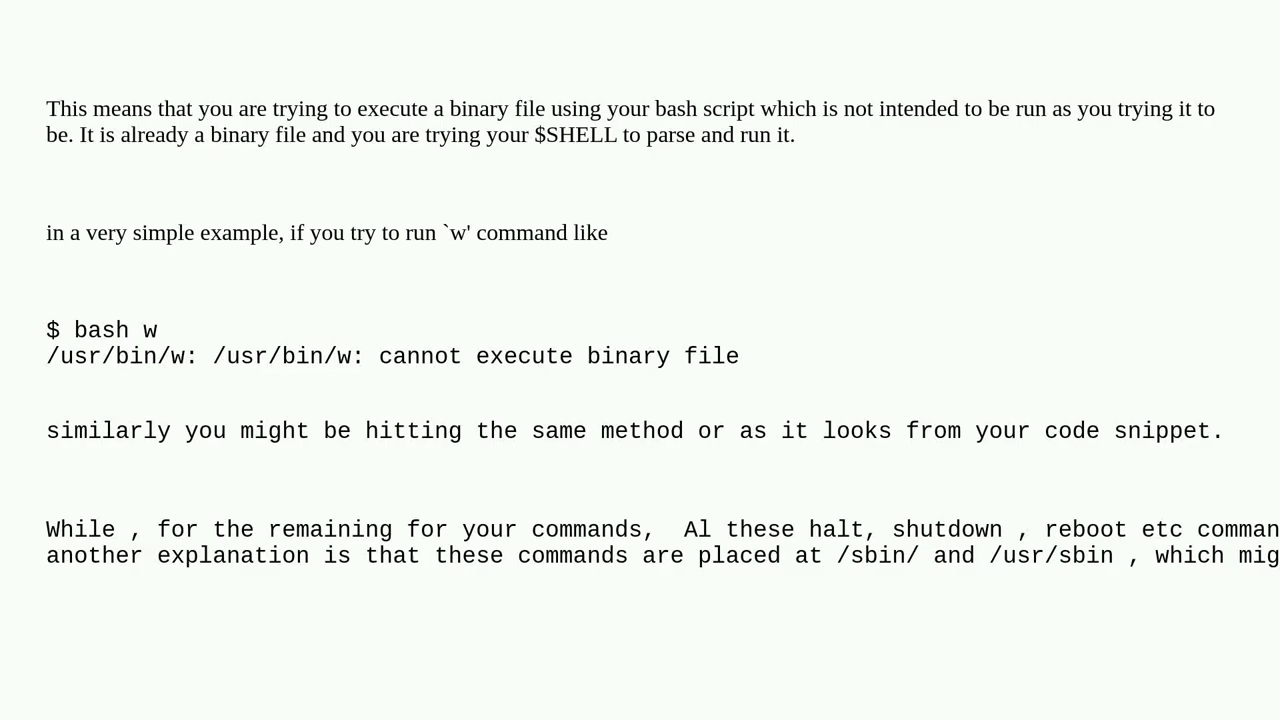 This means that you are trying to execute a binary file using your bash script which is not intended to be run as you trying it to
be. It is already a binary file and you are trying your $SHELL to parse and run it.
in a very simple example, if you try to run `w' command like
$ bash w
/usr/bin/w: /usr/bin/w: cannot execute binary file
similarly you might be hitting the same method or as it looks from your code snippet.
While , for the remaining for your commands,  Al these halt, shutdown , reboot etc
another explanation is that these commands are placed at /sbin/ and /usr/sbin , which